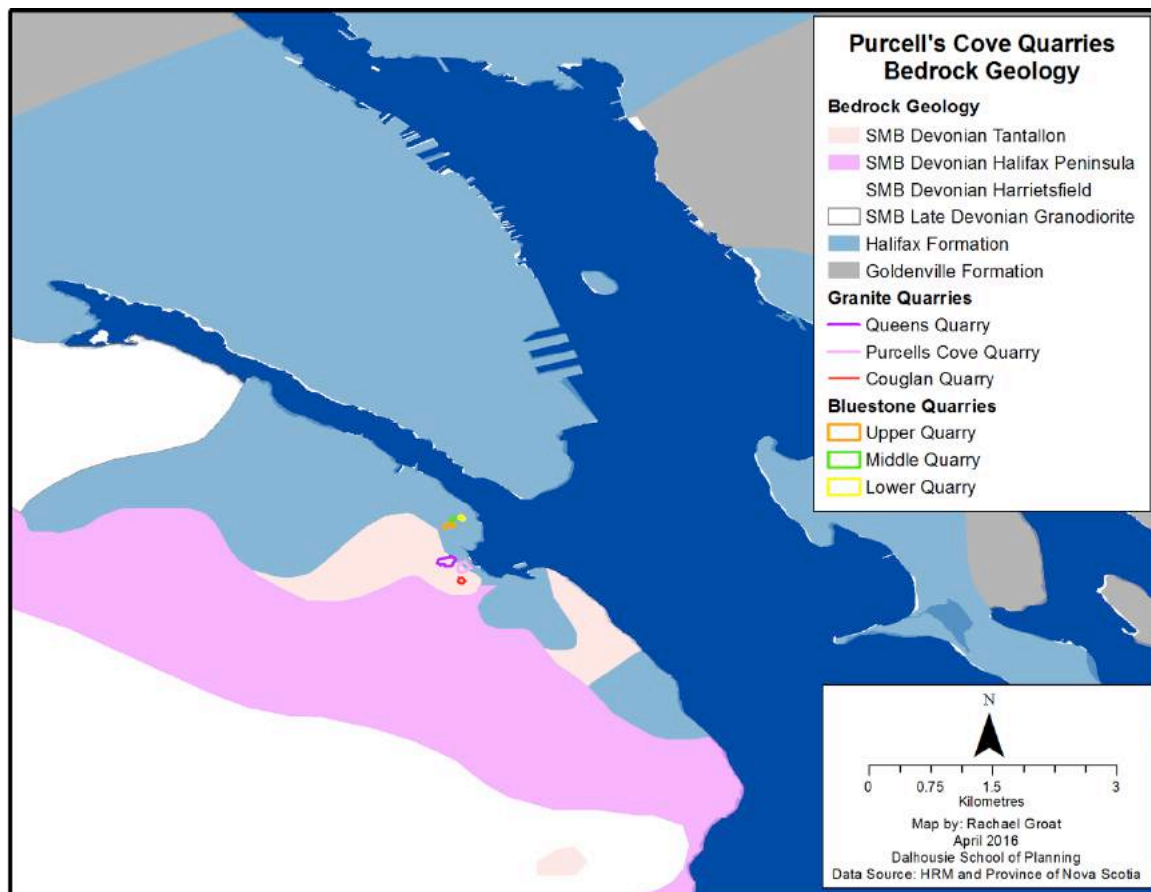 Purcell's Cove Quarries
Bedrock Geology
Bedrock Geology
SMB Devonian Tantallon
SMB Devonian Halifax Peninsula
SMB Devonian Harrietsfield
SMB Late Devonian Granodiorite
Halifax Formation
Goldenville Formation
Granite Quarries
Queens Quarry
Purcells Cove Quarry
Couglan Quarry
Bluestone Quarries
Upper Quarry
Middle Quarry
Lower Quarry
N
0 0.75 1.5 3
Kilometres
Map by: Rachael Groat
April 2016
Dalhousie School of Planning
Data Source: HRM and Province of Nova Scotia